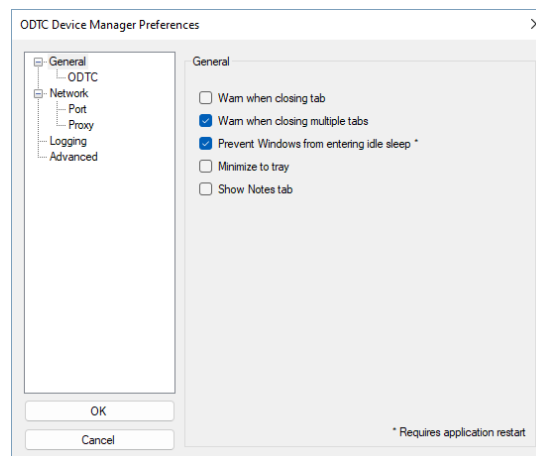 ODTC Device Manager Preferences
General
ODTC
Network
Port
Proxy
Logging
Advanced
General
Warn when closing tab
Warn when closing multiple tabs
Prevent Windows from entering idle sleep *
Minimize to tray
Show Notes tab
OK
Cancel
* Requires application restart